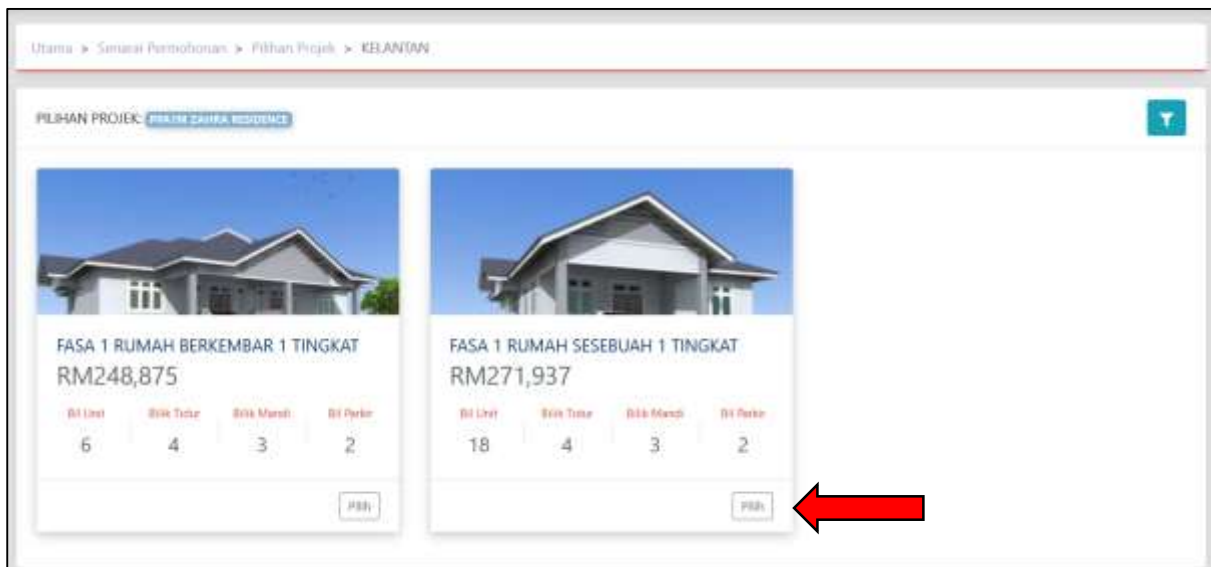 Utama > Senarai Permohonan > Pilihan Projek > KELANTAN
PILIHAN PROJEK: ZAHRA RESIDENCE
FASA 1 RUMAH BERKEMBAR 1 TINGKAT
RM248,875
Bil Unit Bilik Tidur Bilik Mandi Bil Parkir
6 4 3 2
Pilih
FASA 1 RUMAH SESEBUAH 1 TINGKAT
RM271,937
Bil Unit Bilik Tidur Bilik Mandi Bil Parkir
18 4 3 2
Pilih